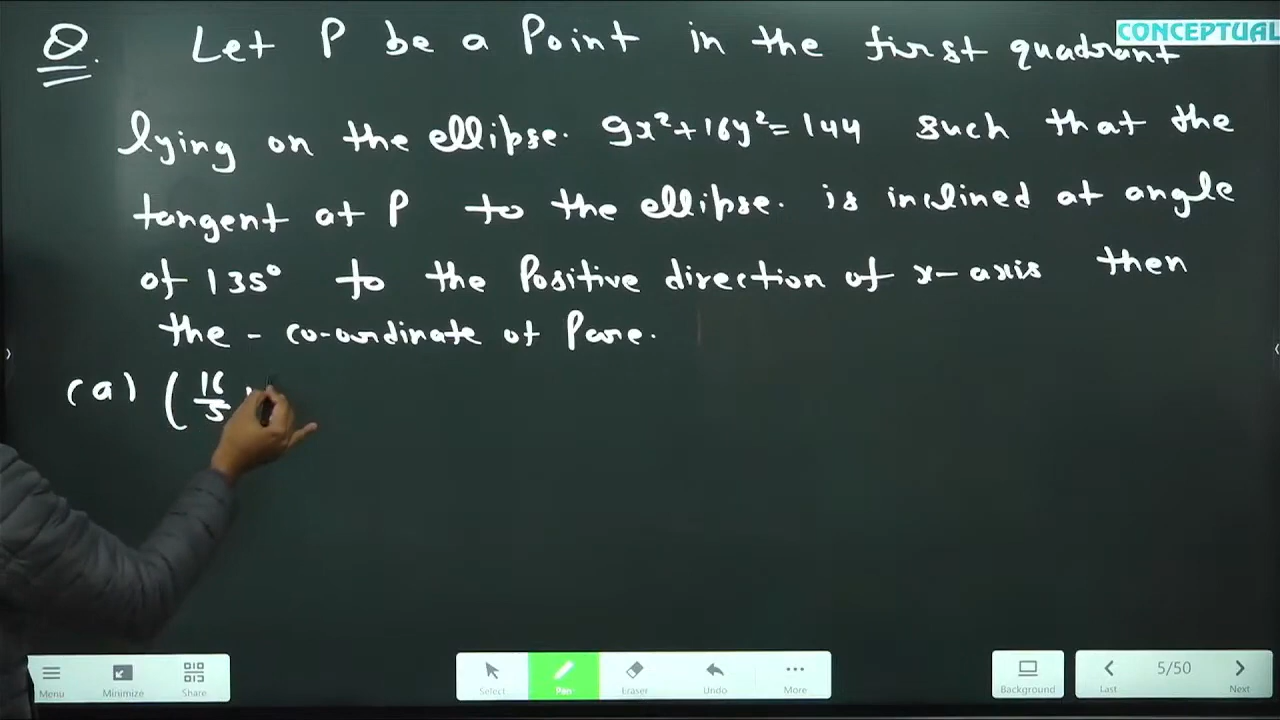 Q. Let P be a Point in the first quadrant
CONCEPTUAL
lying on the ellipse. 9x²+16y²=144 such that the
tangent at P to the ellipse. is inclined at angle
of 135° to the Positive direction of x-axis then
the - co-ordinate of P are.
(a) (16/5
Menu Minimize Share Select Pen Eraser Undo More Background Last 5/50 Next